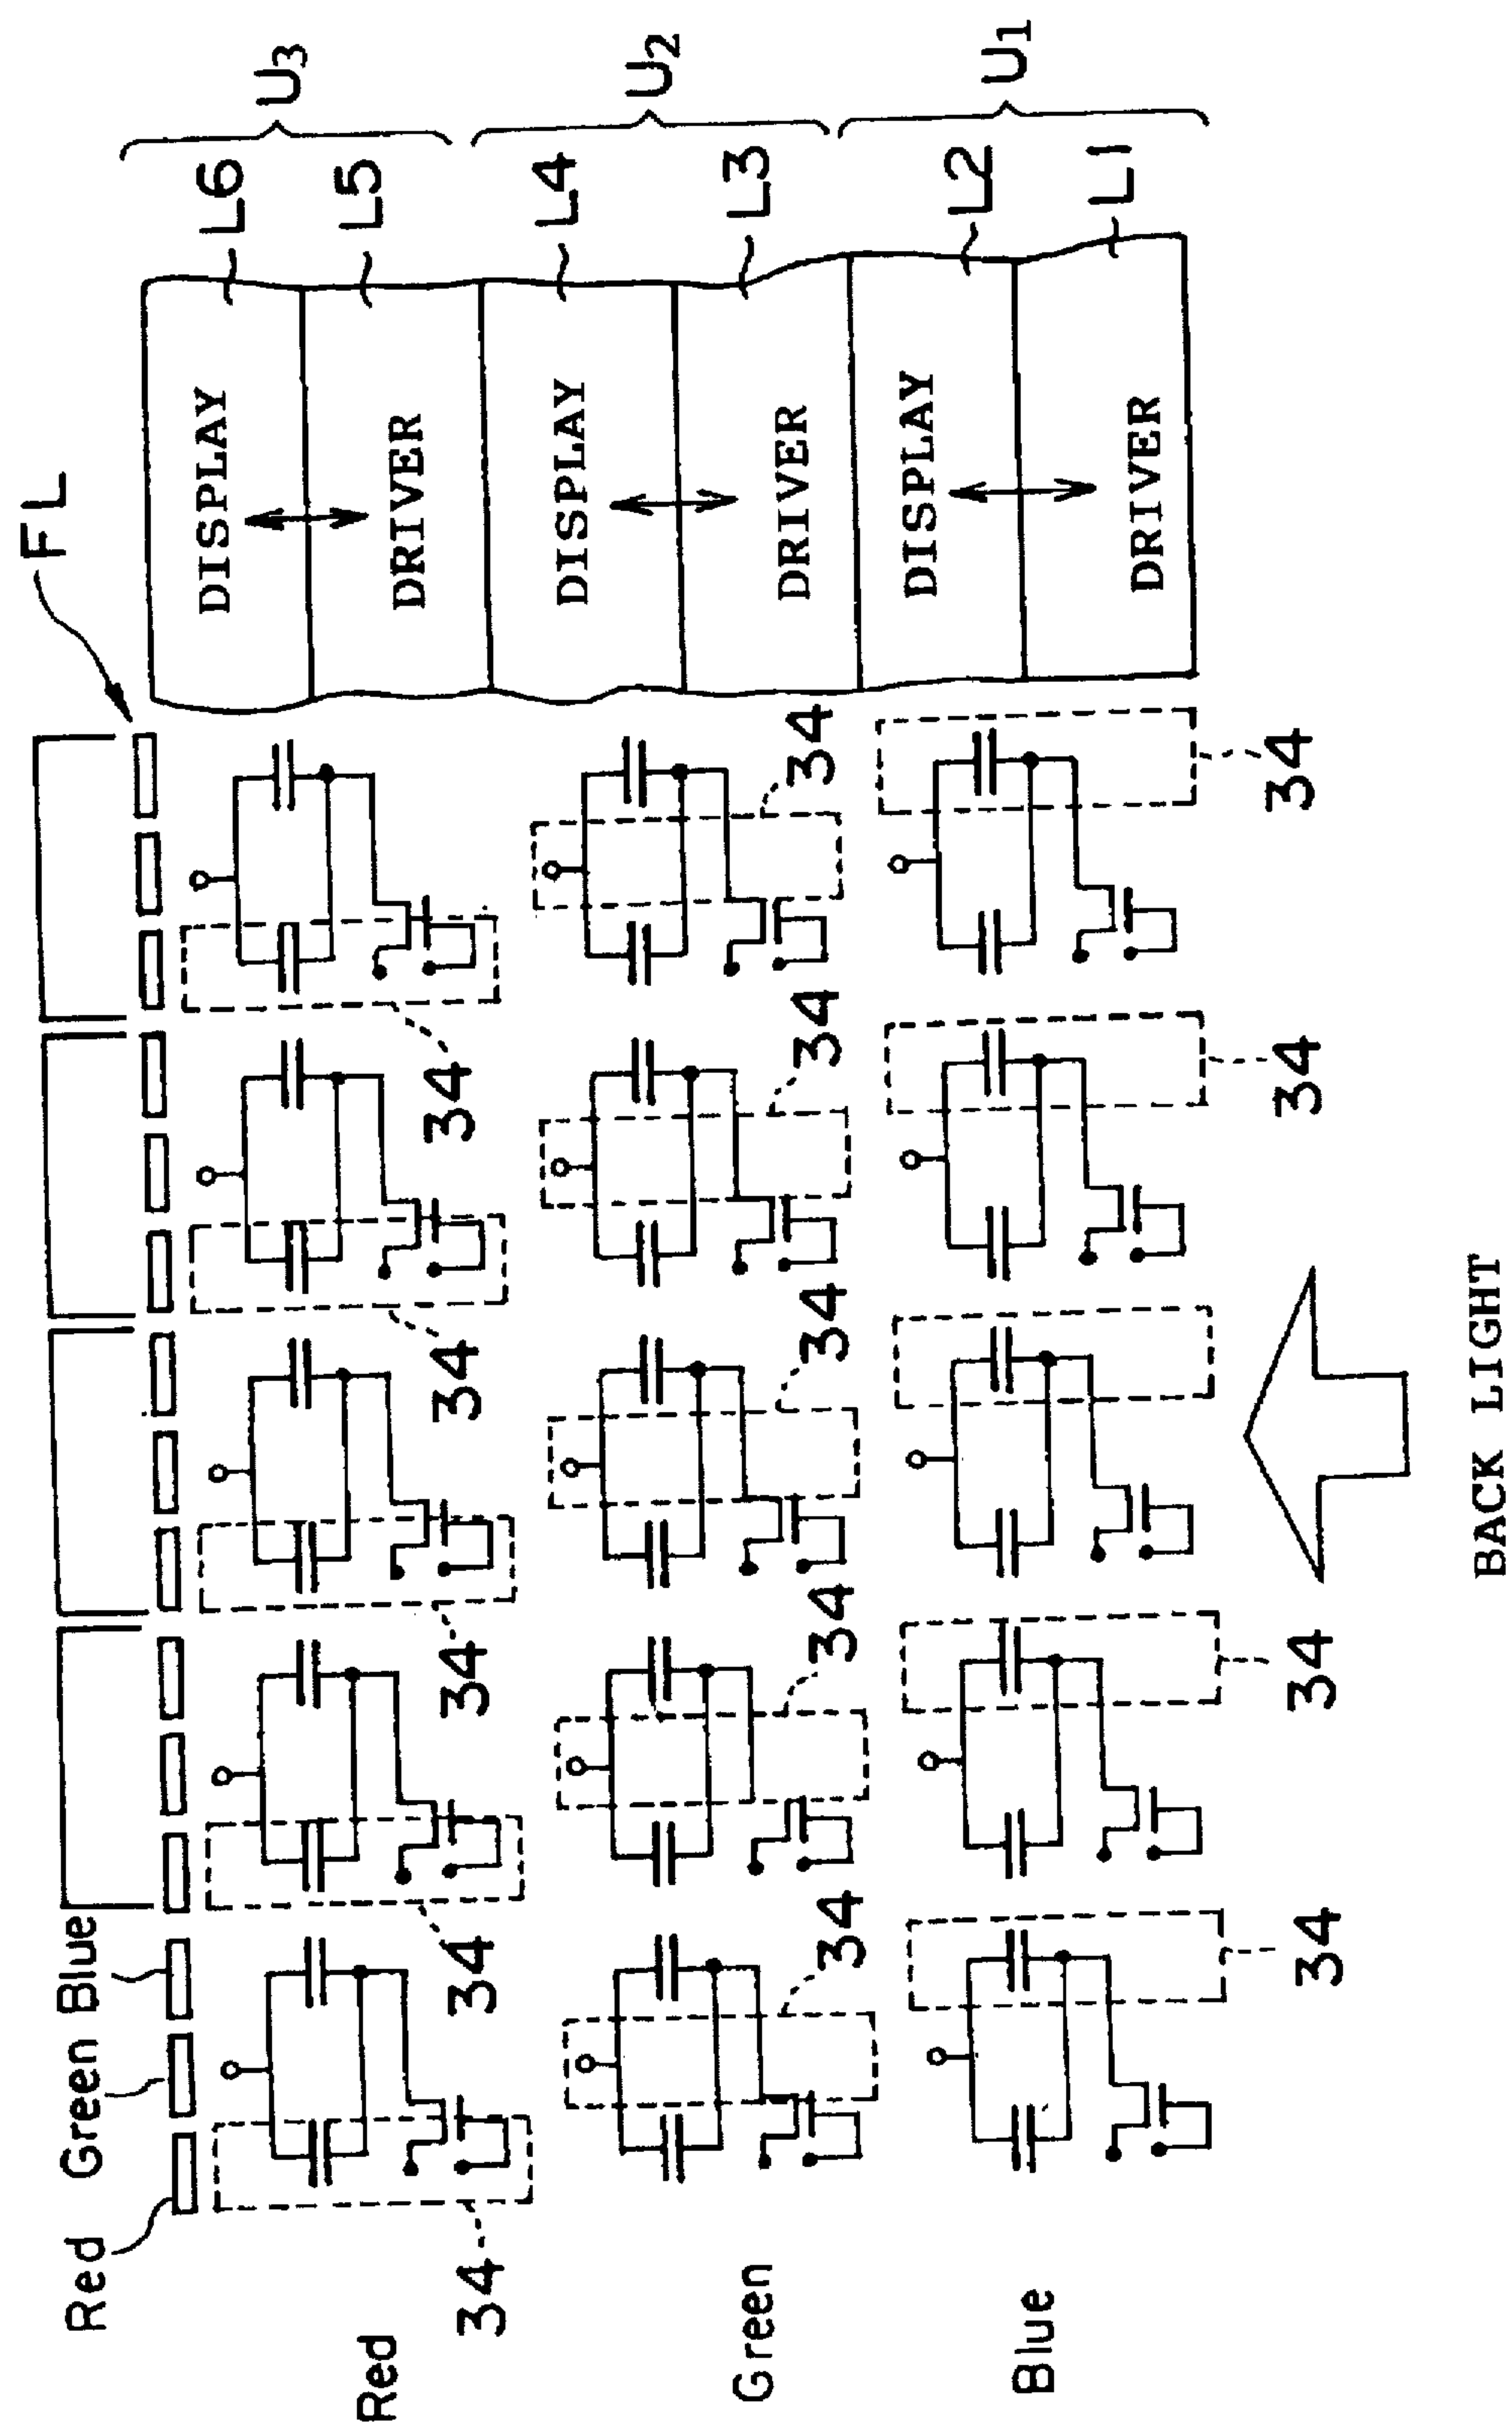 FL
Red Green Blue
DISPLAY L6
U3
Red
DRIVER L5
34 34 34 34 34
DISPLAY L4
U2
Green
DRIVER L3
34 34 34 34 34
DISPLAY L2
U1
Blue
DRIVER L1
34 34 34 34 34
BACK LIGHT